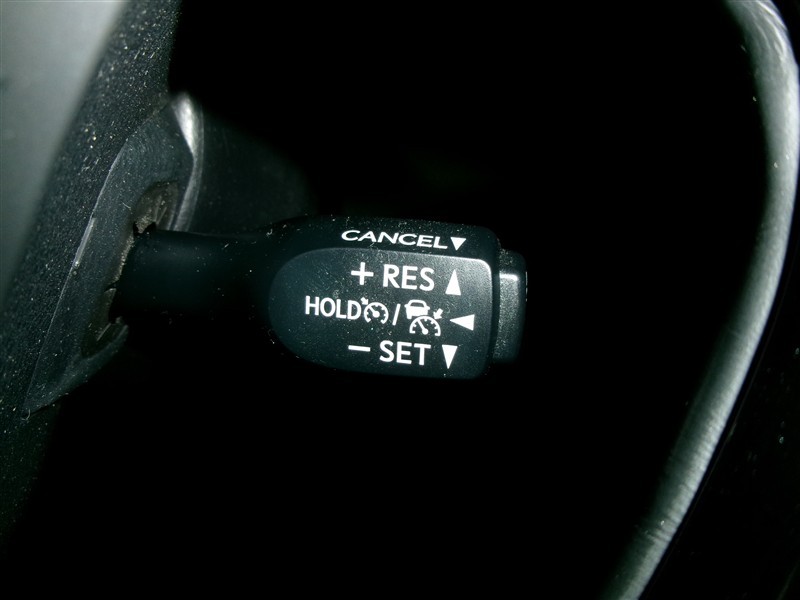 CANCEL▼
+ RES ▲
HOLD / ◀
- SET ▼